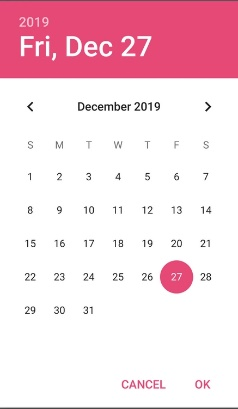 2019
Fri, Dec 27
December 2019
S M T W T F S
1 2 3 4 5 6 7
8 9 10 11 12 13 14
15 16 17 18 19 20 21
22 23 24 25 26 27 28
29 30 31
CANCEL OK